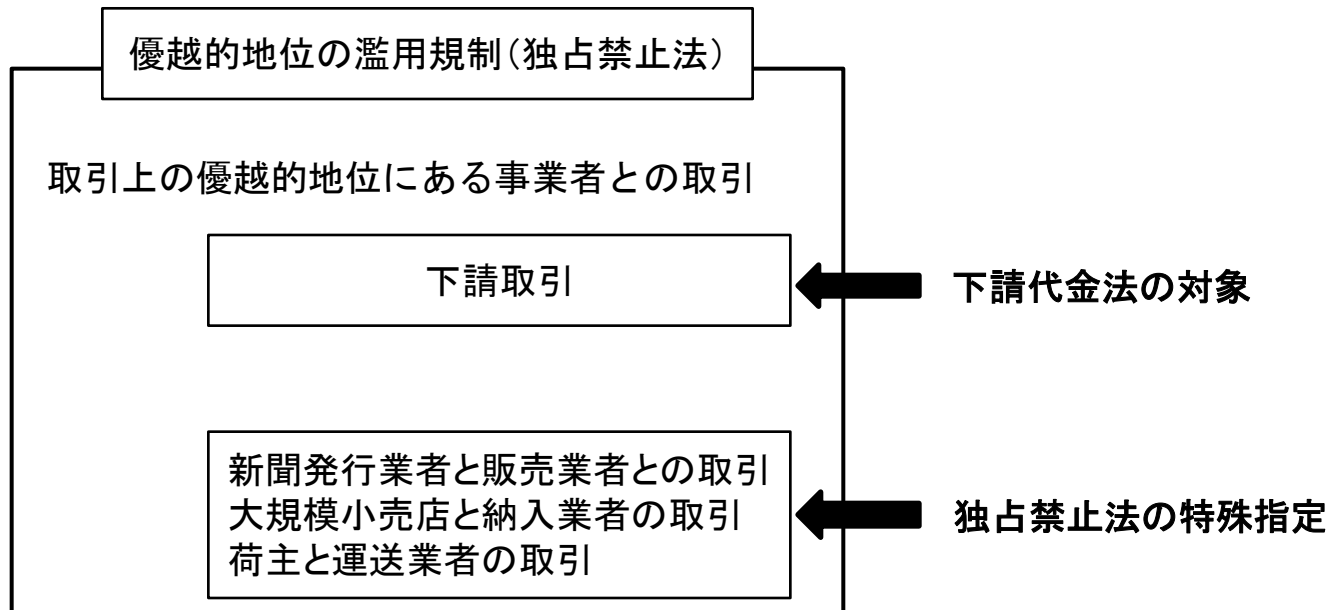 優越的地位の濫用規制(独占禁止法)
取引上の優越的地位にある事業者との取引
下請取引
下請代金法の対象
新聞発行業者と販売業者との取引
大規模小売店と納入業者の取引
荷主と運送業者の取引
独占禁止法の特殊指定